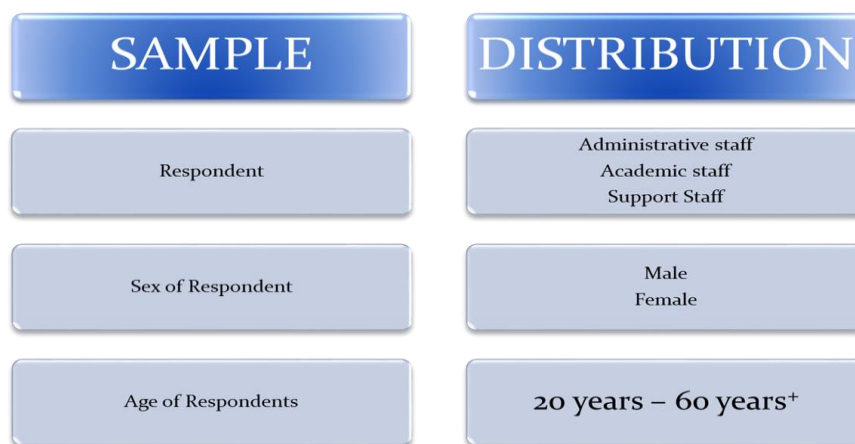 SAMPLE
DISTRIBUTION
Respondent
Administrative staff
Academic staff
Support Staff
Sex of Respondent
Male
Female
Age of Respondents
20 years – 60 years⁺